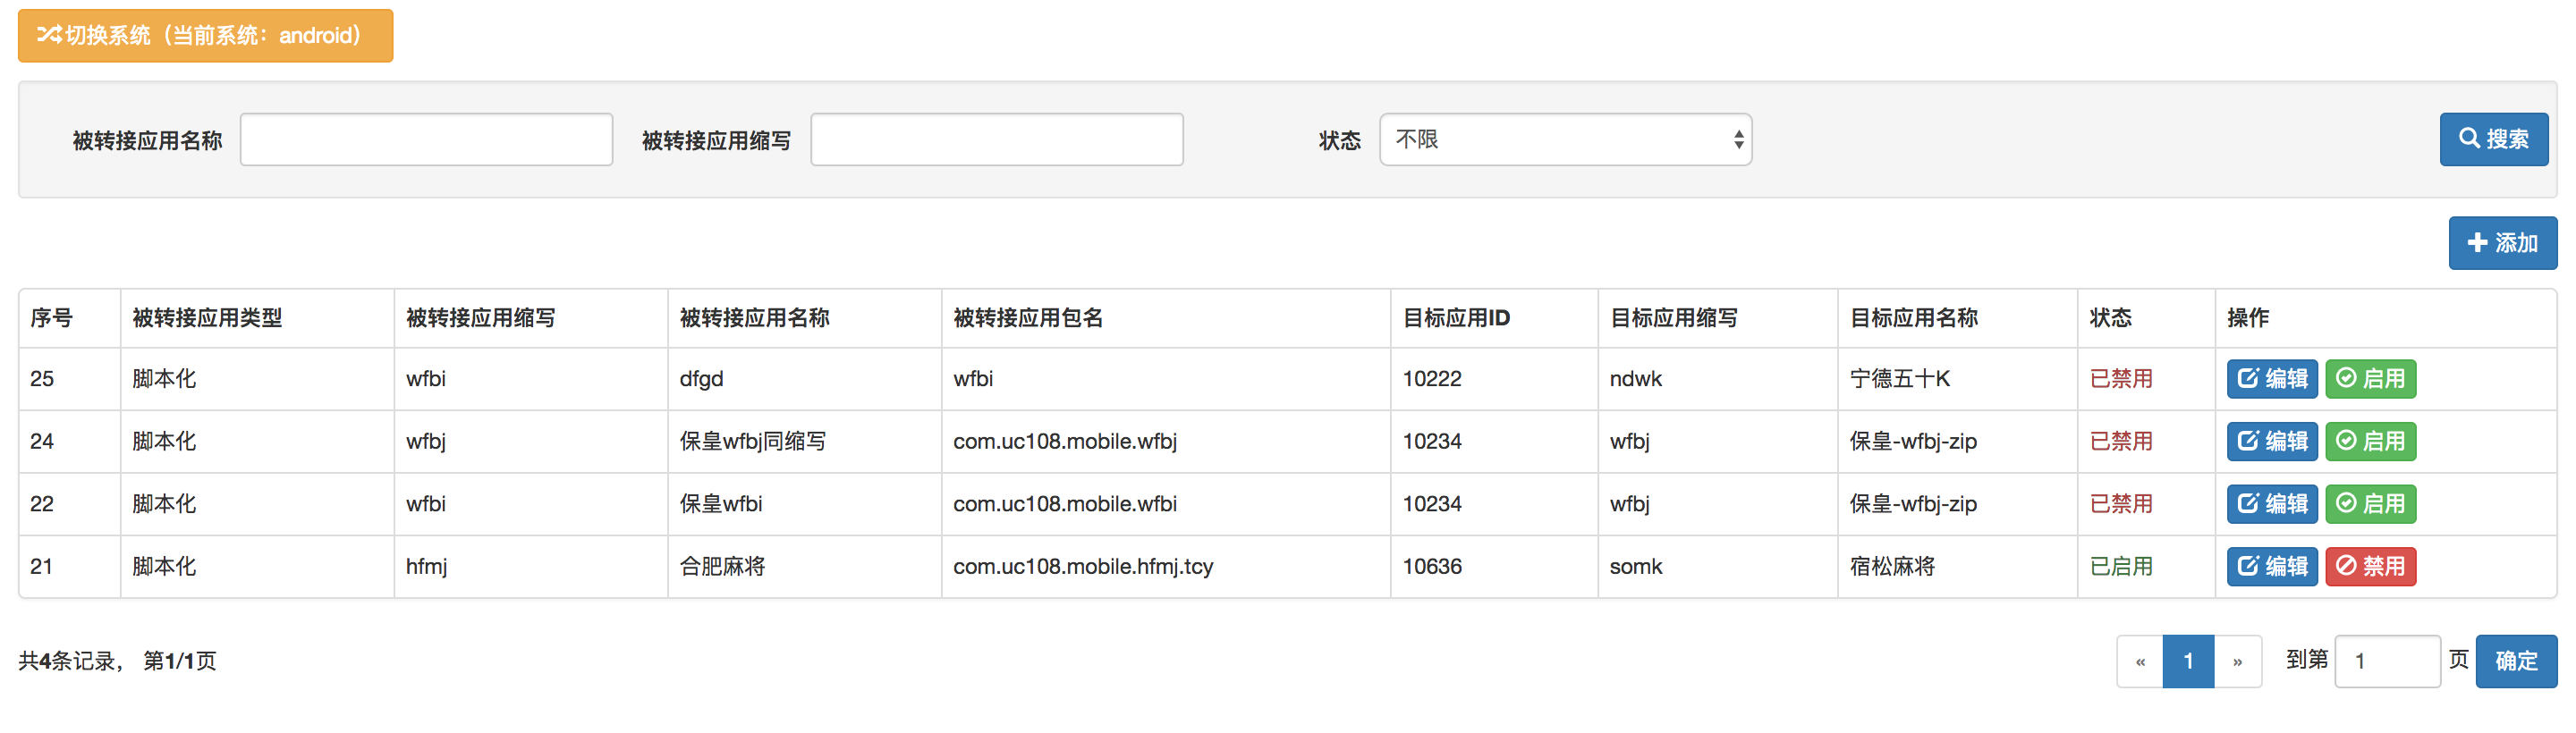 切换系统（当前系统：android）
被转接应用名称 被转接应用缩写 状态 不限 搜索
添加
序号 被转接应用类型 被转接应用缩写 被转接应用名称 被转接应用包名 目标应用ID 目标应用缩写 目标应用名称 状态 操作
25 脚本化 wfbi dfgd wfbi 10222 ndwk 宁德五十K 已禁用 编辑 启用
24 脚本化 wfbj 保皇wfbj同缩写 com.uc108.mobile.wfbj 10234 wfbj 保皇-wfbj-zip 已禁用 编辑 启用
22 脚本化 wfbi 保皇wfbi com.uc108.mobile.wfbi 10234 wfbj 保皇-wfbj-zip 已禁用 编辑 启用
21 脚本化 hfmj 合肥麻将 com.uc108.mobile.hfmj.tcy 10636 somk 宿松麻将 已启用 编辑 禁用
共4条记录， 第1/1页 « 1 » 到第 1 页 确定